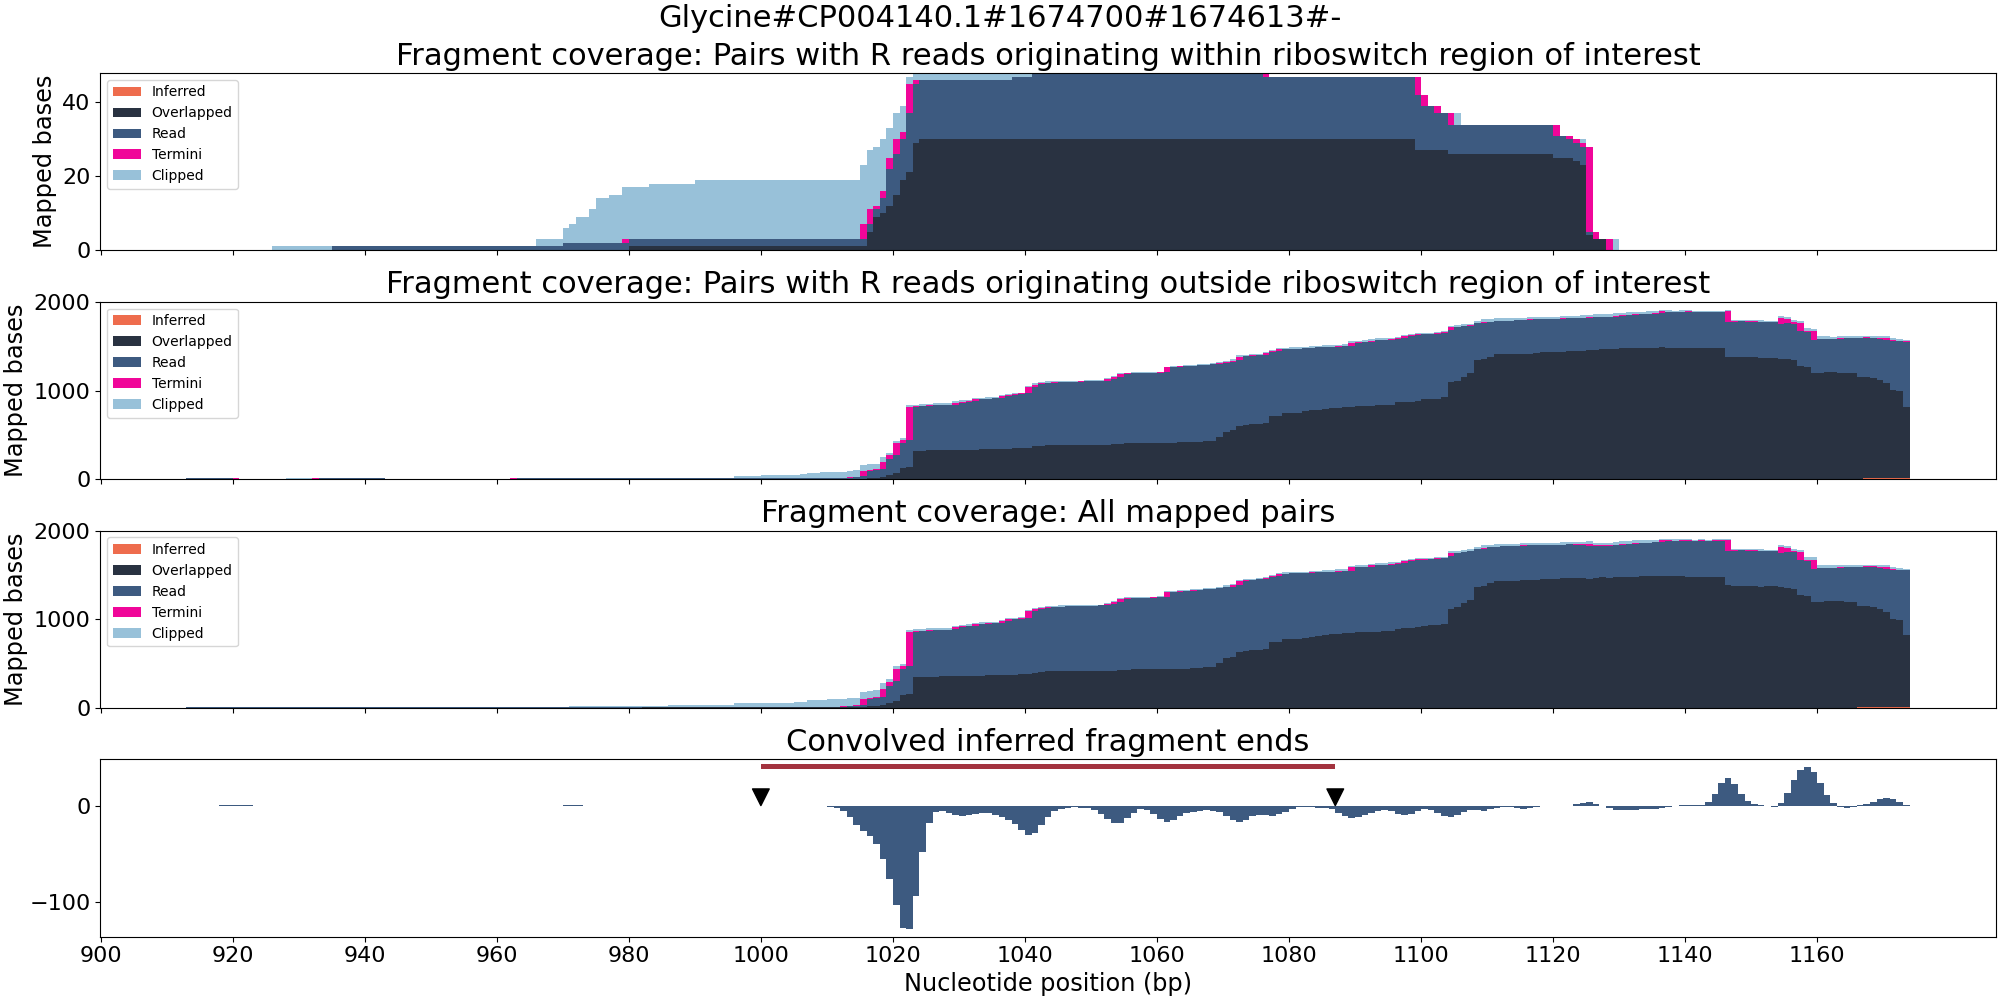 Glycine#CP004140.1#1674700#1674613#-
Fragment coverage: Pairs with R reads originating within riboswitch region of interest
Mapped bases
40
20
0
Inferred
Overlapped
Read
Termini
Clipped
Fragment coverage: Pairs with R reads originating outside riboswitch region of interest
Mapped bases
2000
1000
0
Inferred
Overlapped
Read
Termini
Clipped
Fragment coverage: All mapped pairs
Mapped bases
2000
1000
0
Inferred
Overlapped
Read
Termini
Clipped
Convolved inferred fragment ends
0
−100
900 920 940 960 980 1000 1020 1040 1060 1080 1100 1120 1140 1160
Nucleotide position (bp)